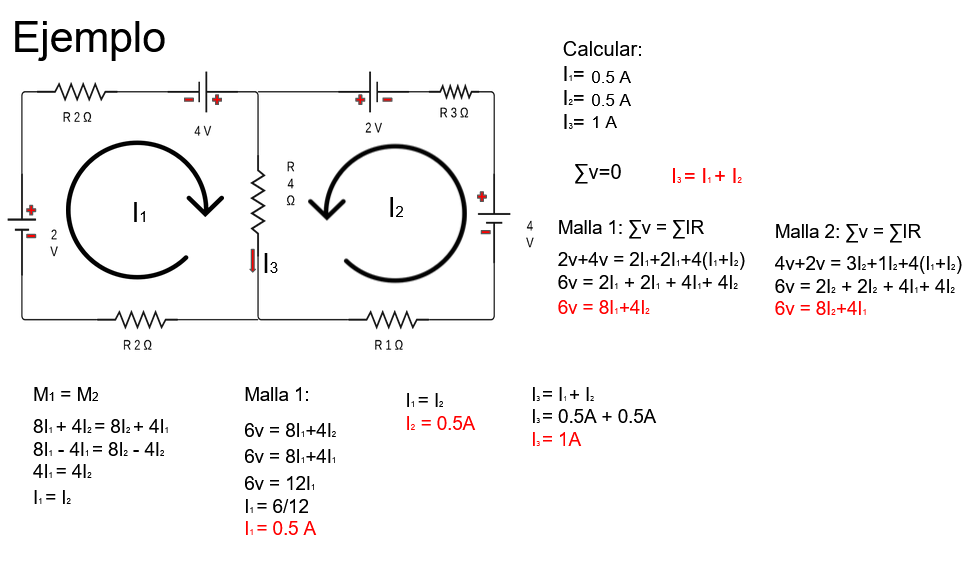 Ejemplo
R 2 Ω
4 V
2 V
R 3 Ω
R
4
Ω
I₁
I₂
2
V
4
V
I₃
R 2 Ω
R 1 Ω
Calcular:
I₁= 0.5 A
I₂= 0.5 A
I₃= 1 A
∑v=0
I₃= I₁+ I₂
Malla 1: ∑v = ∑IR
2v+4v = 2I₁+2I₁+4(I₁+I₂)
6v = 2I₁ + 2I₁ + 4I₁+ 4I₂
6v = 8I₁+4I₂
Malla 2: ∑v = ∑IR
4v+2v = 3I₂+1I₂+4(I₁+I₂)
6v = 2I₂ + 2I₂ + 4I₁+ 4I₂
6v = 8I₂+4I₁
M₁ = M₂
8I₁+ 4I₂= 8I₂+ 4I₁
8I₁ - 4I₁= 8I₂ - 4I₂
4I₁= 4I₂
I₁= I₂
Malla 1:
6v = 8I₁+4I₂
6v = 8I₁+4I₁
6v = 12I₁
I₁= 6/12
I₁= 0.5 A
I₁= I₂
I₂ = 0.5A
I₃= I₁+ I₂
I₃= 0.5A + 0.5A
I₃= 1A